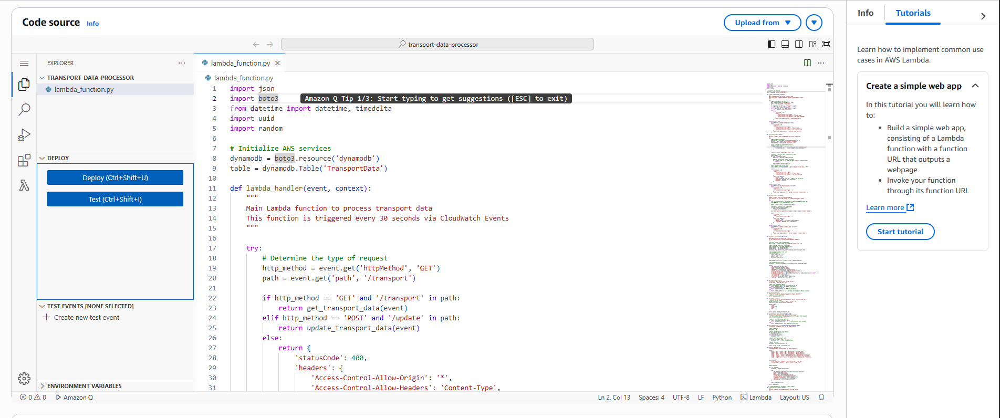 Code source Info
Upload from
transport-data-processor
EXPLORER
TRANSPORT-DATA-PROCESSOR
lambda_function.py
DEPLOY
Deploy (Ctrl+Shift+U)
Test (Ctrl+Shift+I)
TEST EVENTS [NONE SELECTED]
Create new test event
ENVIRONMENT VARIABLES
lambda_function.py
lambda_function.py
1 import json
2 import boto3 Amazon Q Tip 1/3: Start typing to get suggestions ([ESC] to exit)
3 from datetime import datetime, timedelta
4 import uuid
5 import random
6
7 # Initialize AWS services
8 dynamodb = boto3.resource('dynamodb')
9 table = dynamodb.Table('TransportData')
10
11 def lambda_handler(event, context):
12 """
13 Main Lambda function to process transport data
14 This function is triggered every 30 seconds via CloudWatch Events
15 """
16
17 try:
18 # Determine the type of request
19 http_method = event.get('httpMethod', 'GET')
20 path = event.get('path', '/transport')
21
22 if http_method == 'GET' and '/transport' in path:
23 return get_transport_data(event)
24 elif http_method == 'POST' and '/update' in path:
25 return update_transport_data(event)
26 else:
27 return {
28 'statusCode': 400,
29 'headers': {
30 'Access-Control-Allow-Origin': '*',
31 'Access-Control-Allow-Headers': 'Content-Type',
0 0 Amazon Q
Ln 2, Col 13 Spaces: 4 UTF-8 LF Python Lambda Layout: US
Info Tutorials
Learn how to implement common use
cases in AWS Lambda.
Create a simple web app
In this tutorial you will learn how
to:
• Build a simple web app,
consisting of a Lambda
function with a function
URL that outputs a
webpage
• Invoke your function
through its function URL
Learn more
Start tutorial